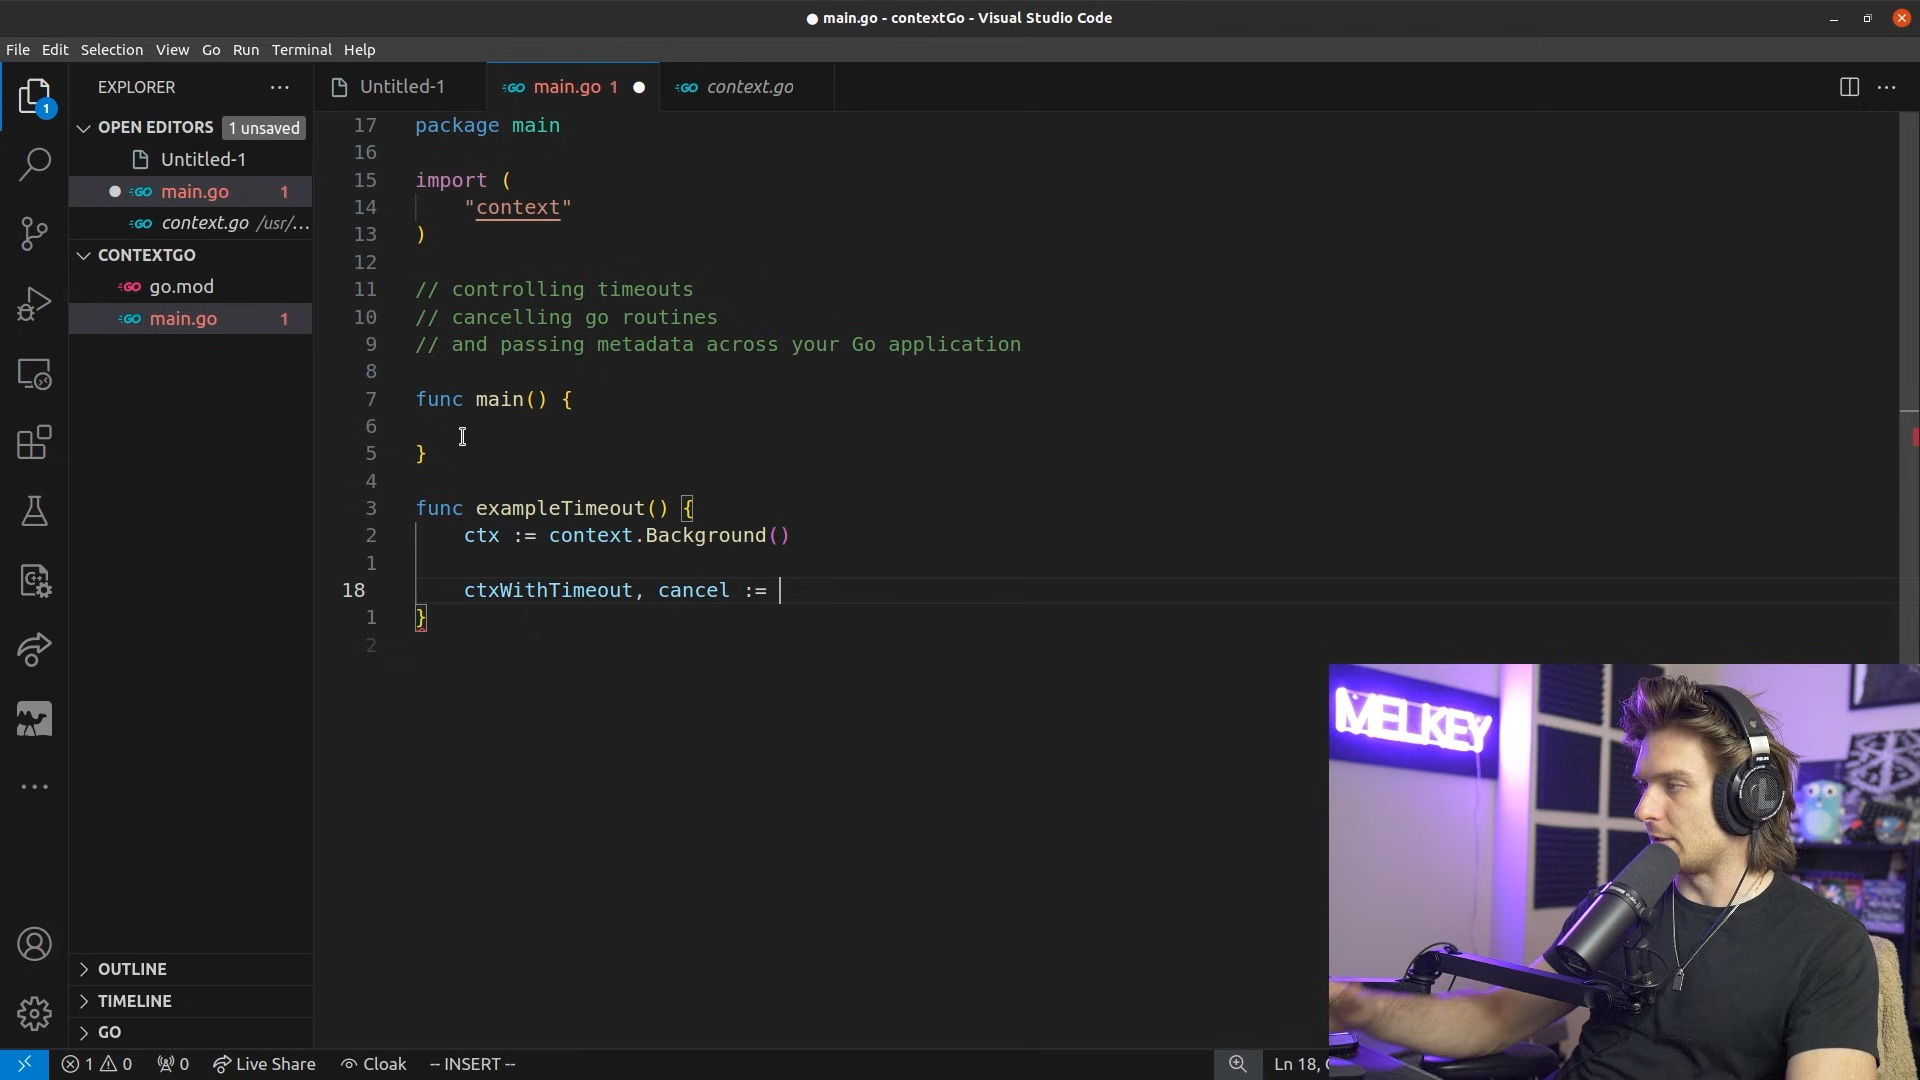 main.go - contextGo - Visual Studio Code
File Edit Selection View Go Run Terminal Help
EXPLORER
Untitled-1
main.go 1
context.go
OPEN EDITORS 1 unsaved
Untitled-1
main.go 1
context.go /usr/...
CONTEXTGO
go.mod
main.go 1
OUTLINE
TIMELINE
GO
1
17 package main
16
15 import (
14 "context"
13 )
12
11 // controlling timeouts
10 // cancelling go routines
9 // and passing metadata across your Go application
8
7 func main() {
6
5 }
4
3 func exampleTimeout() {
2 ctx := context.Background()
1
18 ctxWithTimeout, cancel :=
1 }
2
MELKEY
1 0 0 Live Share Cloak -- INSERT -- Ln 18,